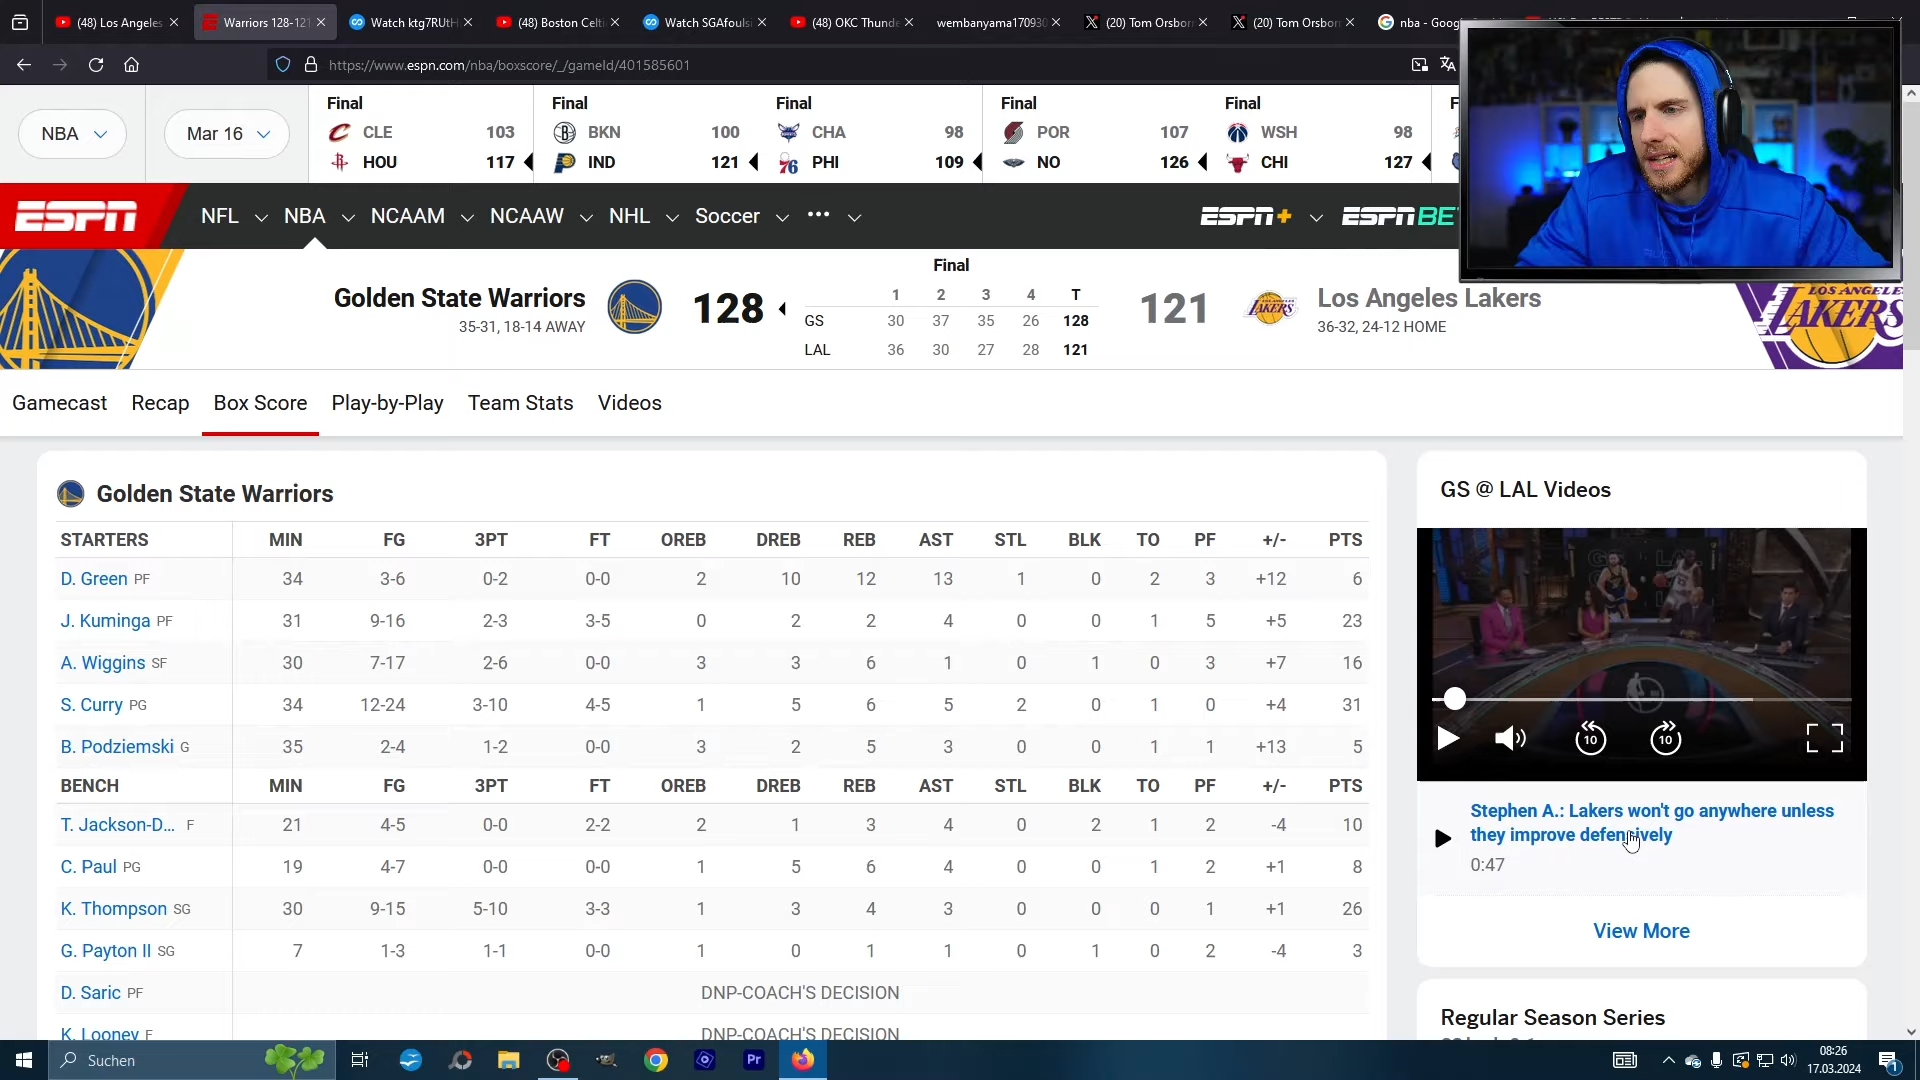 (48) Los Angeles
Warriors 128-121
Watch ktg7RUtH
(48) Boston Celti
Watch SGAfoulsi
(48) OKC Thunde
wembanyama170930
(20) Tom Orsbor
(20) Tom Orsbor
nba - Goog
https://www.espn.com/nba/boxscore/_/gameId/401585601
NBA
Mar 16
Final
CLE 103
HOU 117
Final
BKN 100
IND 121
Final
CHA 98
PHI 109
Final
POR 107
NO 126
Final
WSH 98
CHI 127
F
ESPN
NFL NBA NCAAM NCAAW NHL Soccer ...
ESPN+ ESPN BE
Final
Golden State Warriors
35-31, 18-14 AWAY
128
1 2 3 4 T
GS 30 37 35 26 128
LAL 36 30 27 28 121
121
LAKERS
Los Angeles Lakers
36-32, 24-12 HOME
LOS ANGELES
LAKERS
Gamecast Recap Box Score Play-by-Play Team Stats Videos
Golden State Warriors
STARTERS MIN FG 3PT FT OREB DREB REB AST STL BLK TO PF +/- PTS
D. Green PF 34 3-6 0-2 0-0 2 10 12 13 1 0 2 3 +12 6
J. Kuminga PF 31 9-16 2-3 3-5 0 2 2 4 0 0 1 5 +5 23
A. Wiggins SF 30 7-17 2-6 0-0 3 3 6 1 0 1 0 3 +7 16
S. Curry PG 34 12-24 3-10 4-5 1 5 6 5 2 0 1 0 +4 31
B. Podziemski G 35 2-4 1-2 0-0 3 2 5 3 0 0 1 1 +13 5
BENCH MIN FG 3PT FT OREB DREB REB AST STL BLK TO PF +/- PTS
T. Jackson-D... F 21 4-5 0-0 2-2 2 1 3 4 0 2 1 2 -4 10
C. Paul PG 19 4-7 0-0 0-0 1 5 6 4 0 0 1 2 +1 8
K. Thompson SG 30 9-15 5-10 3-3 1 3 4 3 0 0 0 1 +1 26
G. Payton II SG 7 1-3 1-1 0-0 1 0 1 1 0 1 0 2 -4 3
D. Saric PF DNP-COACH'S DECISION
K. Looney F DNP-COACH'S DECISION
GS @ LAL Videos
10 10
Stephen A.: Lakers won't go anywhere unless
they improve defensively
0:47
View More
Regular Season Series
Suchen
Pr
08:26
17.03.2024
1